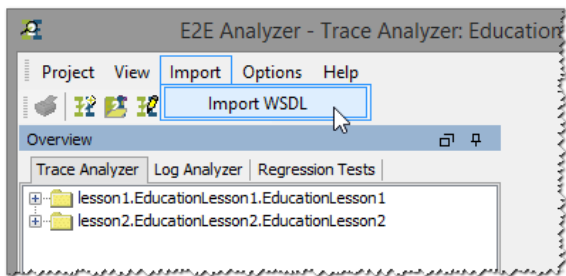 E2E Analyzer - Trace Analyzer: Education
Project View Import Options Help
Import WSDL
Overview
Trace Analyzer Log Analyzer Regression Tests
lesson1.EducationLesson1.EducationLesson1
lesson2.EducationLesson2.EducationLesson2